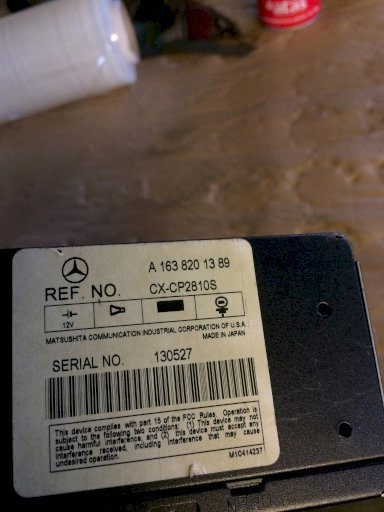 A 163 820 13 89
REF. NO. CX-CP2810S
12V
MATSUSHITA COMMUNICATION INDUSTRIAL CORPORATION OF U.S.A.
MADE IN JAPAN
SERIAL NO. 130527
This device complies with part 15 of the FCC Rules. Operation is
subject to the following two conditions: (1) This device may not
cause harmful interference, and (2) this device must accept any
interference received, including interference that may cause
undesired operation.
M10414237